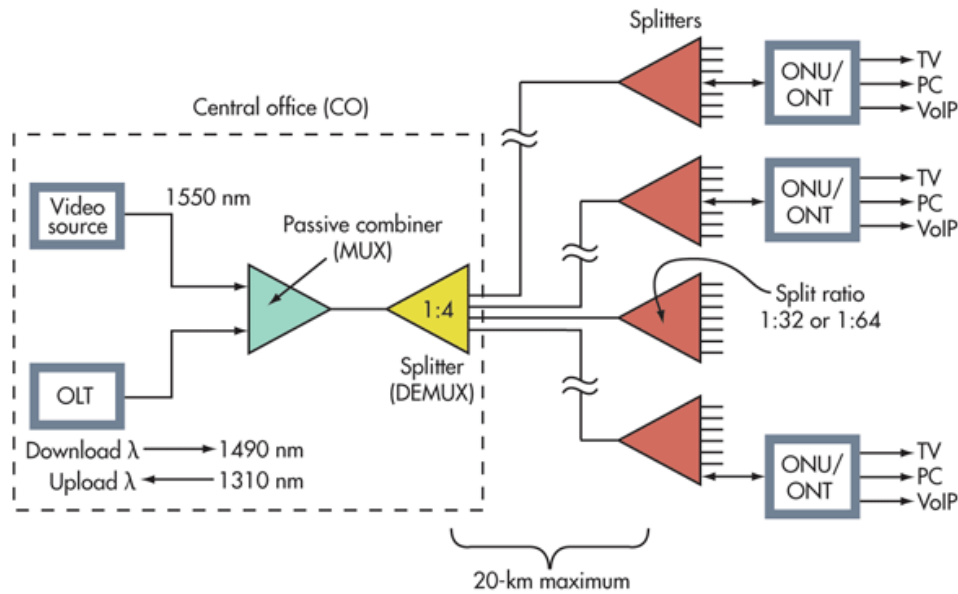 Splitters
ONU/
ONT
TV
PC
VoIP
Central office (CO)
Video
source
1550 nm
Passive combiner
(MUX)
ONU/
ONT
TV
PC
VoIP
1:4
Split ratio
1:32 or 1:64
Splitter
(DEMUX)
OLT
Download λ
1490 nm
Upload λ
1310 nm
ONU/
ONT
TV
PC
VoIP
20-km maximum